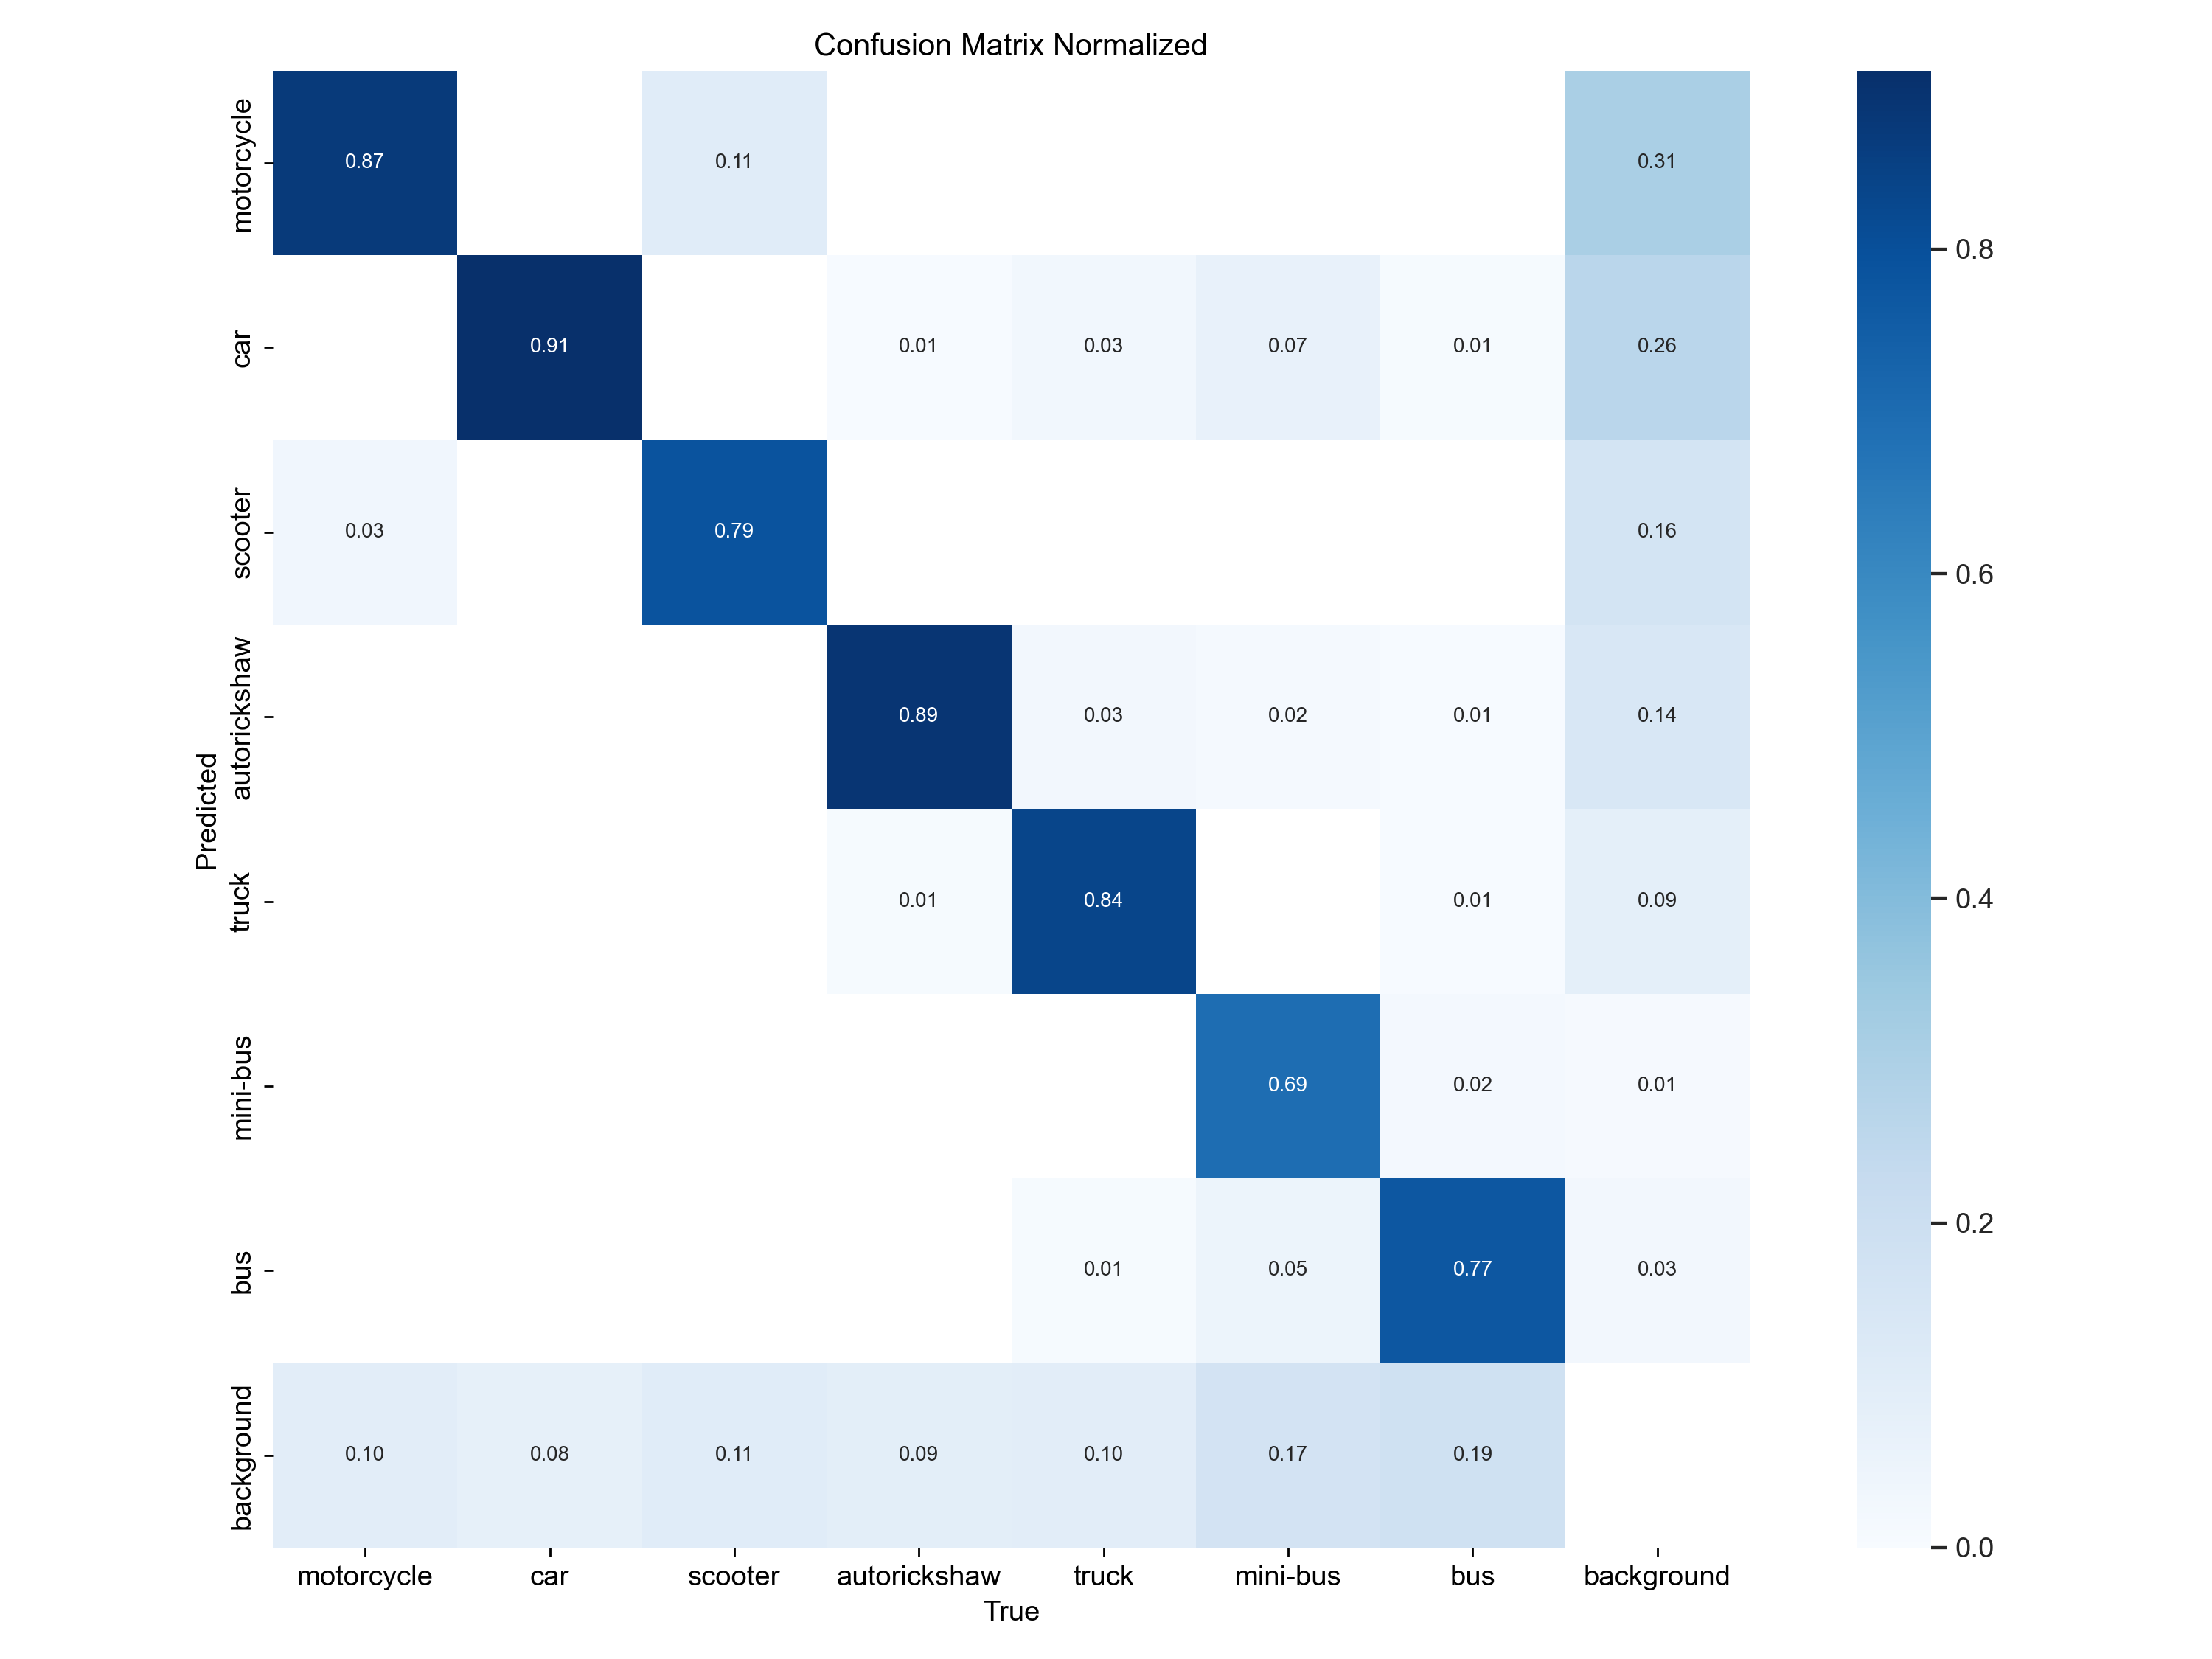 Confusion Matrix Normalized
motorcycle 0.87 0.11 0.31
car 0.91 0.01 0.03 0.07 0.01 0.26
scooter 0.03 0.79 0.16
autorickshaw 0.89 0.03 0.02 0.01 0.14
truck 0.01 0.84 0.01 0.09
mini-bus 0.69 0.02 0.01
bus 0.01 0.05 0.77 0.03
background 0.10 0.08 0.11 0.09 0.10 0.17 0.19
Predicted
motorcycle car scooter autorickshaw truck mini-bus bus background
True
0.8
0.6
0.4
0.2
0.0